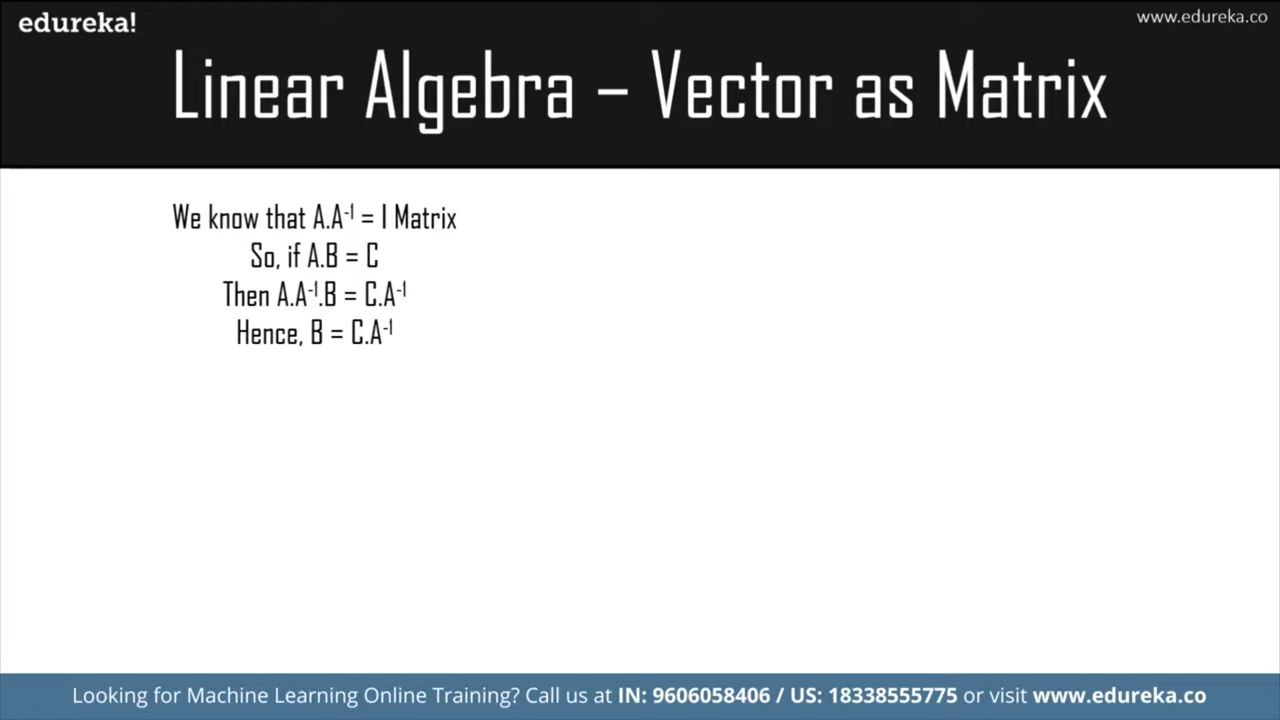 edureka!
www.edureka.co
Linear Algebra – Vector as Matrix
We know that A.A⁻¹ = I Matrix
So, if A.B = C
Then A.A⁻¹.B = C.A⁻¹
Hence, B = C.A⁻¹
Looking for Machine Learning Online Training? Call us at IN: 9606058406 / US: 18338555775 or visit www.edureka.co